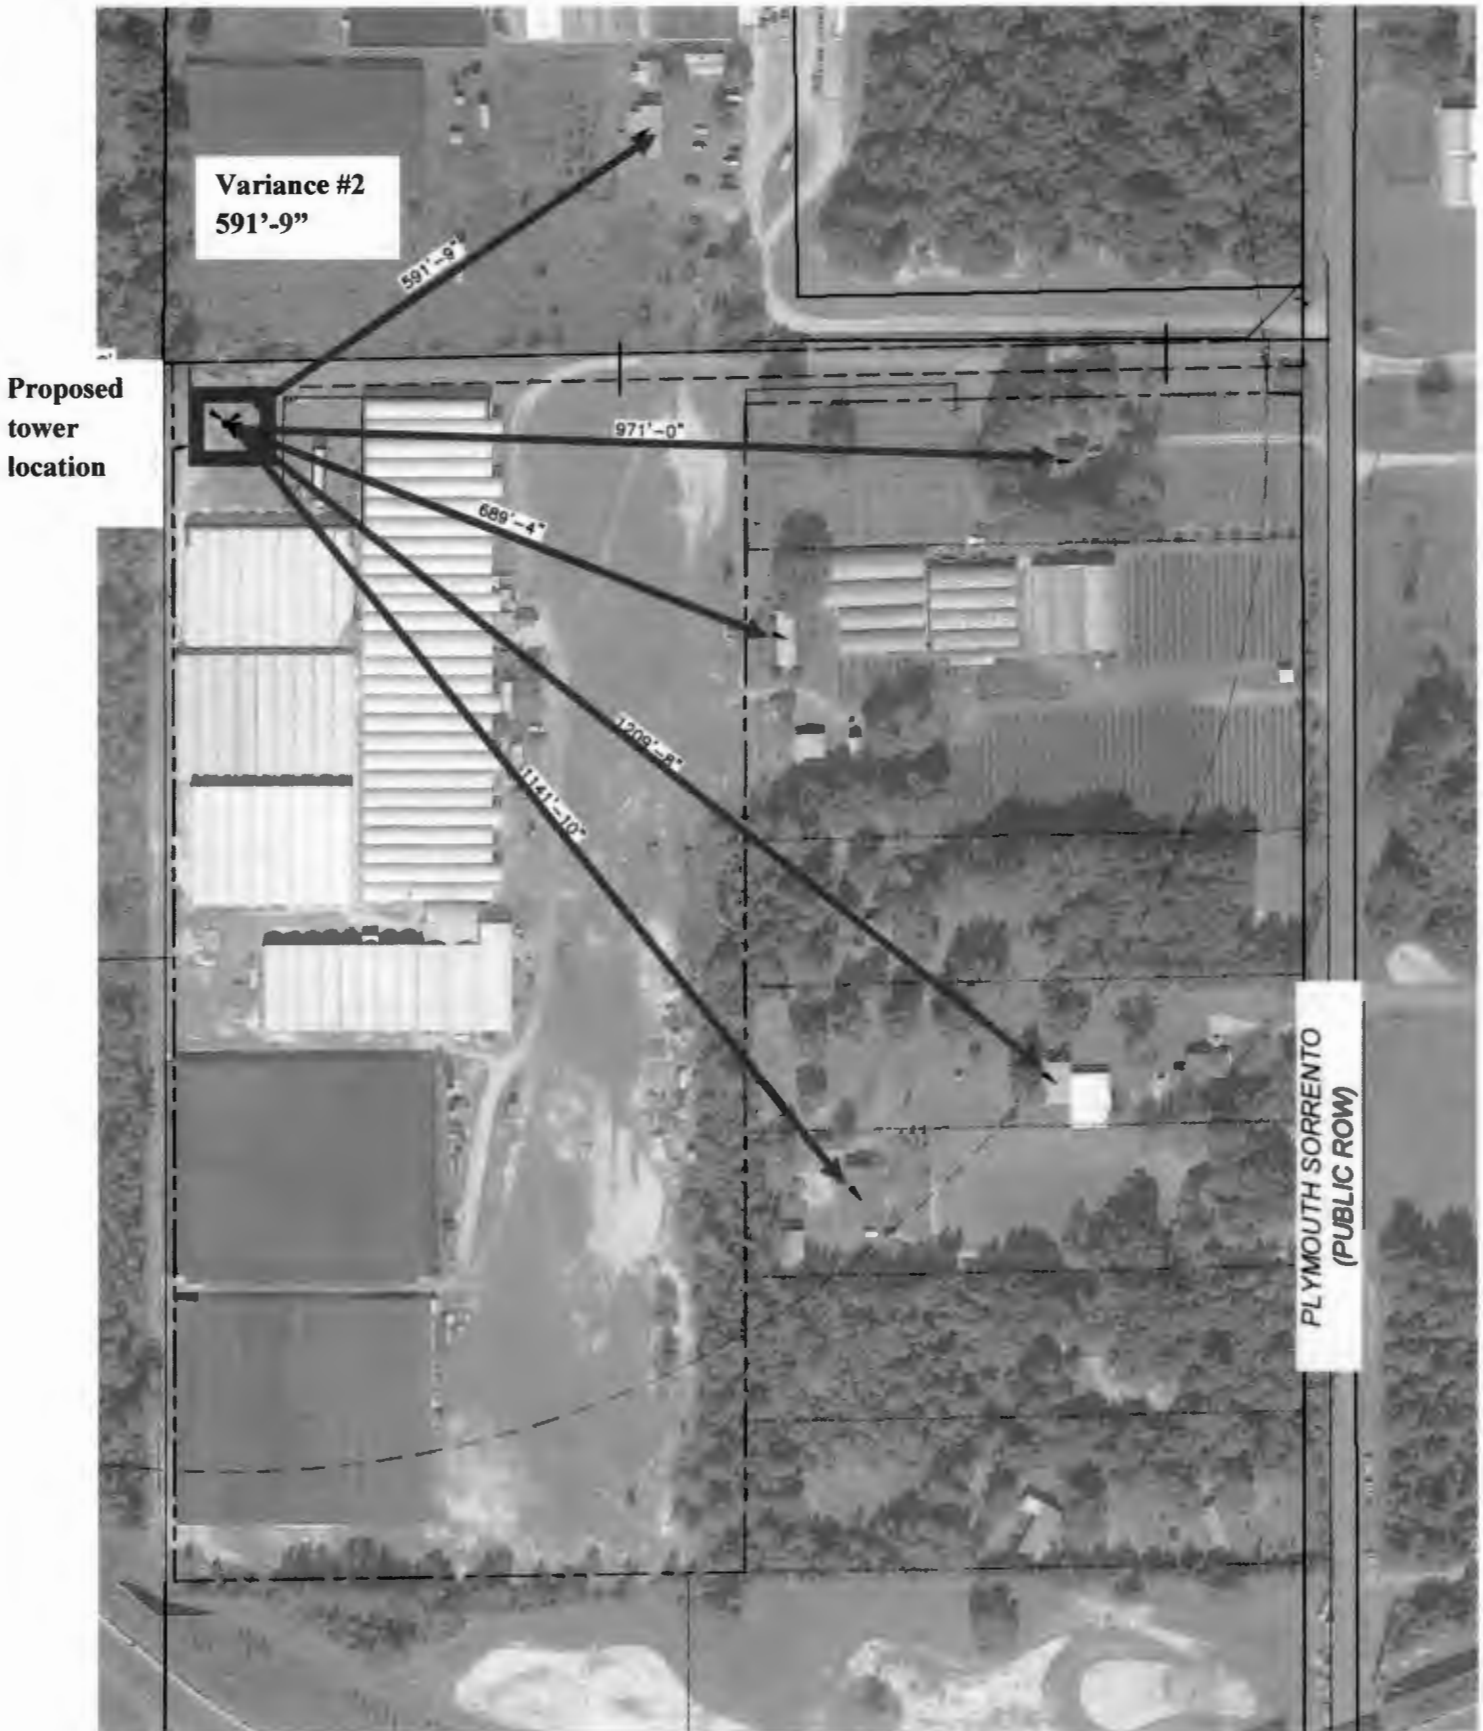 Variance #2
591'-9”
591'-9"
Proposed
tower
location
971'-0"
689'-4"
1209'-8"
1141'-10"
PLYMOUTH SORRENTO
(PUBLIC ROW)